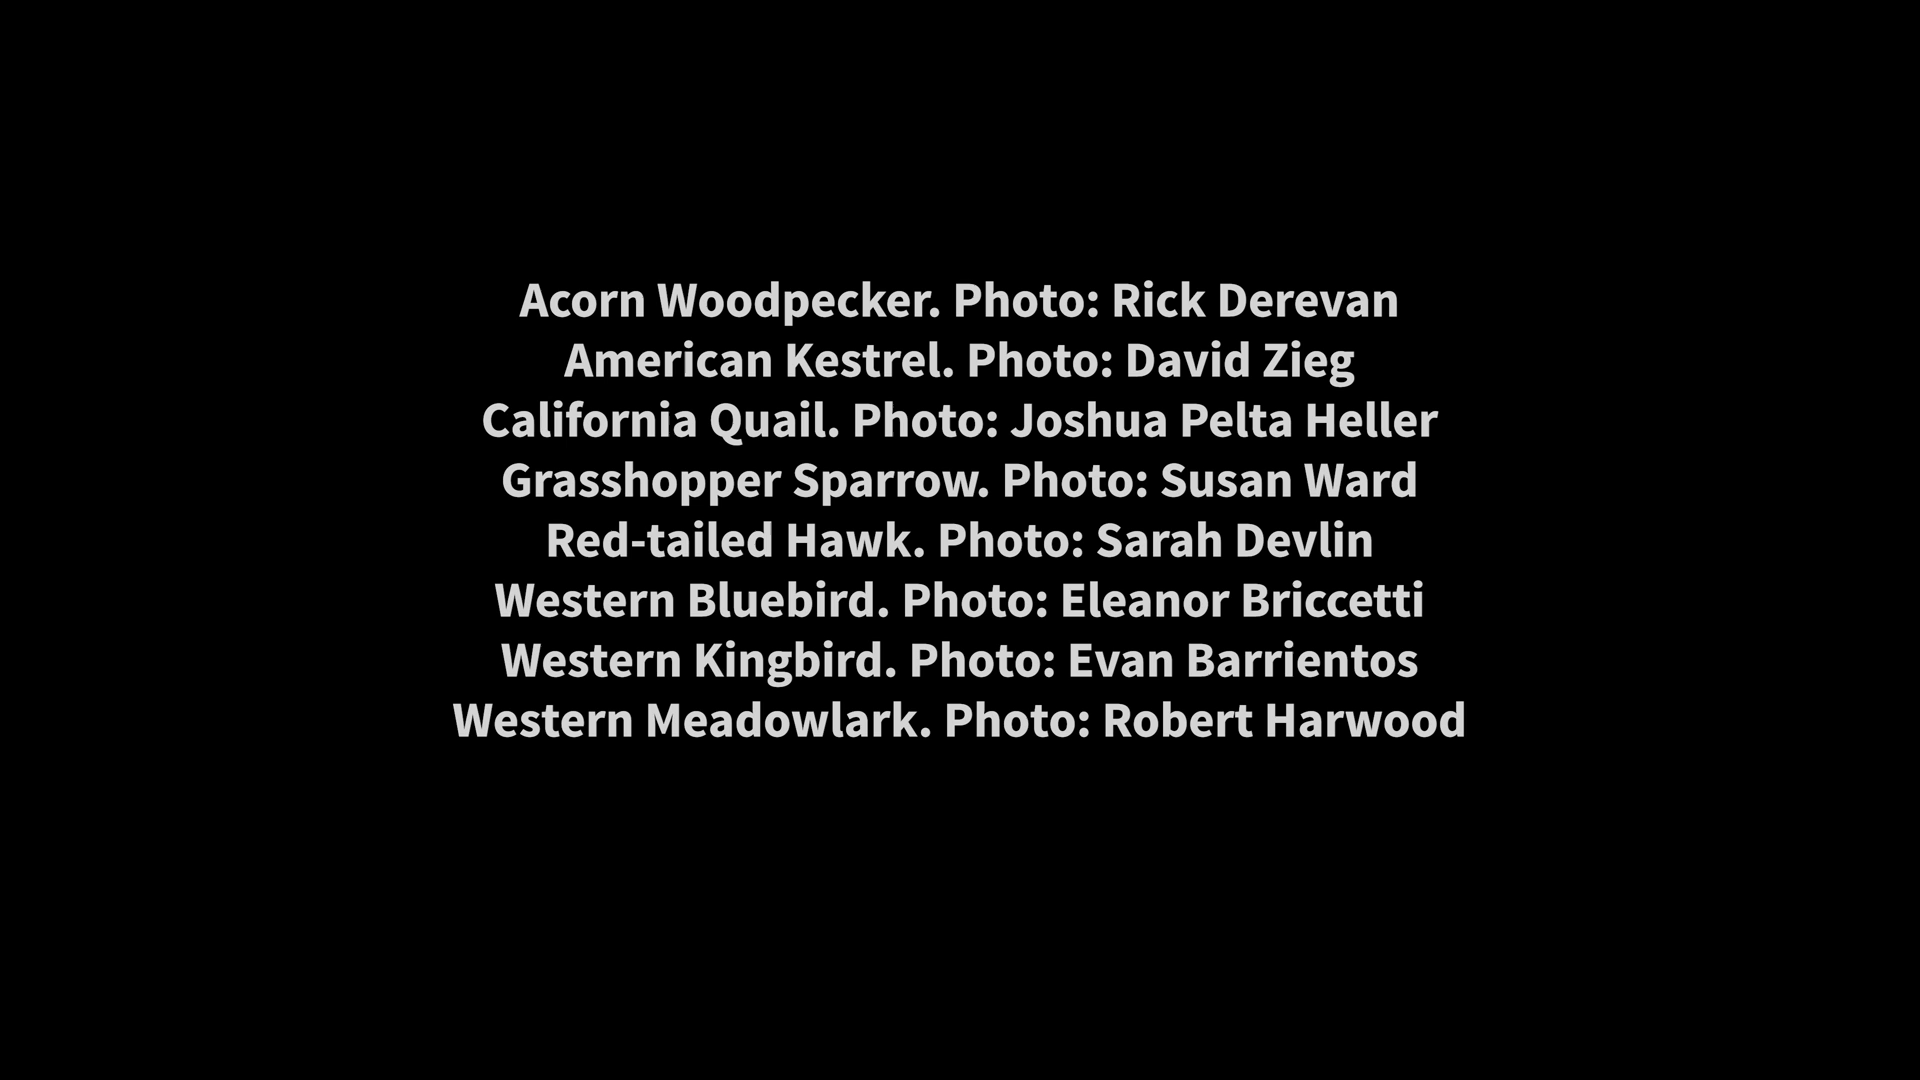 Acorn Woodpecker. Photo: Rick Derevan
American Kestrel. Photo: David Zieg
California Quail. Photo: Joshua Pelta Heller
Grasshopper Sparrow. Photo: Susan Ward
Red-tailed Hawk. Photo: Sarah Devlin
Western Bluebird. Photo: Eleanor Briccetti
Western Kingbird. Photo: Evan Barrientos
Western Meadowlark. Photo: Robert Harwood